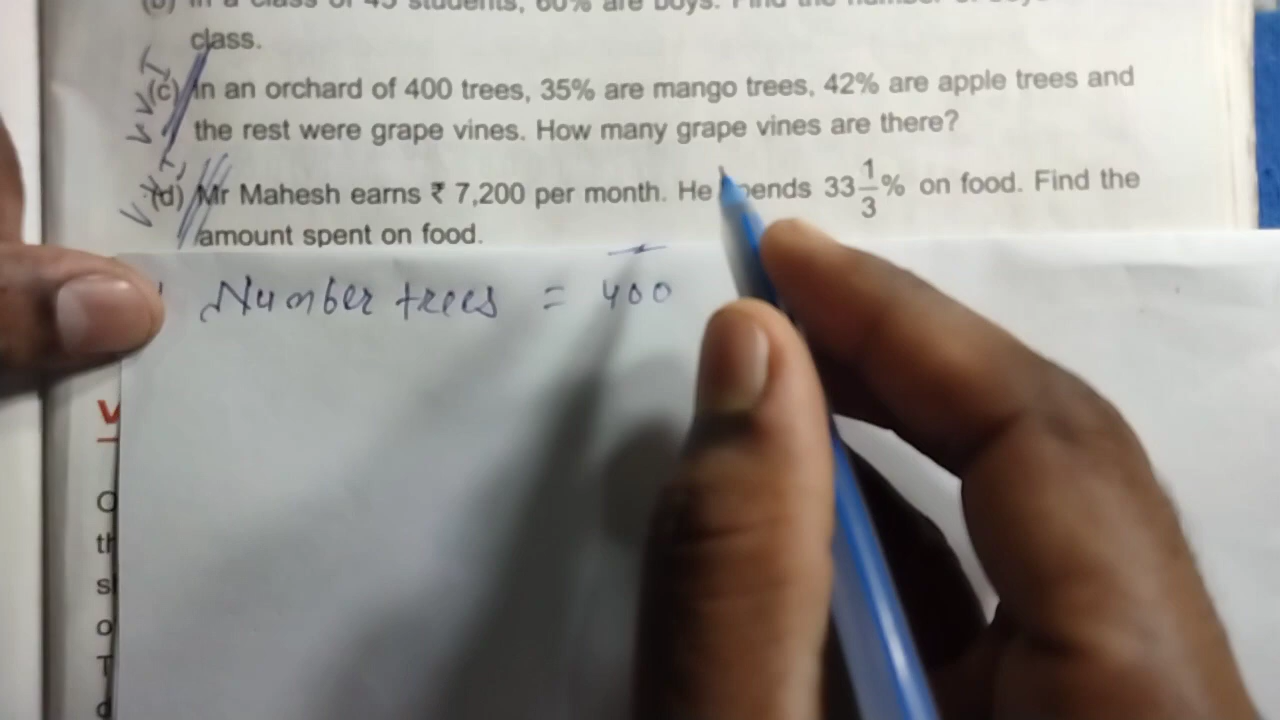 class.
(c) In an orchard of 400 trees, 35% are mango trees, 42% are apple trees and
the rest were grape vines. How many grape vines are there?
(d) Mr Mahesh earns ₹ 7,200 per month. He 33 1/3% on food. Find the
amount spent on food.
Number trees = 400